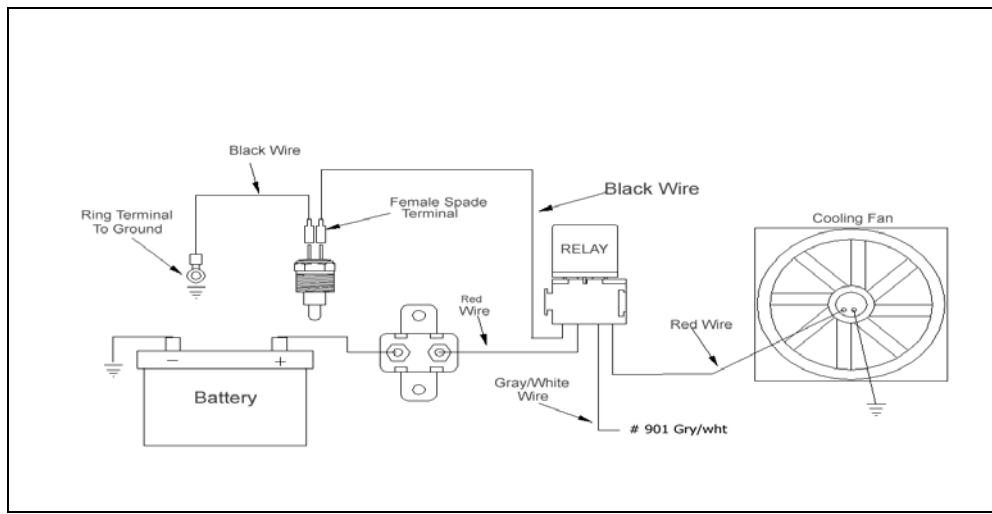 Black Wire
Ring Terminal
To Ground
Female Spade
Terminal
Black Wire
RELAY
Cooling Fan
Red
Wire
Red Wire
Gray/White
Wire
# 901 Gry/wht
−
+
Battery